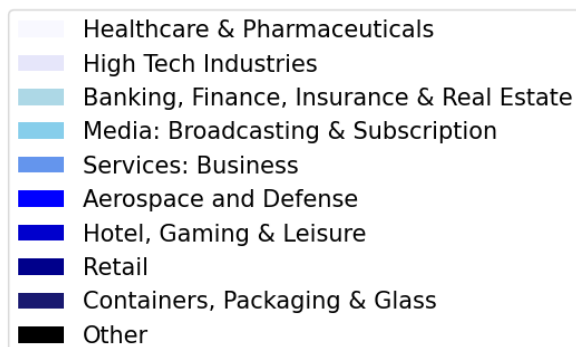 Healthcare & Pharmaceuticals
High Tech Industries
Banking, Finance, Insurance & Real Estate
Media: Broadcasting & Subscription
Services: Business
Aerospace and Defense
Hotel, Gaming & Leisure
Retail
Containers, Packaging & Glass
Other